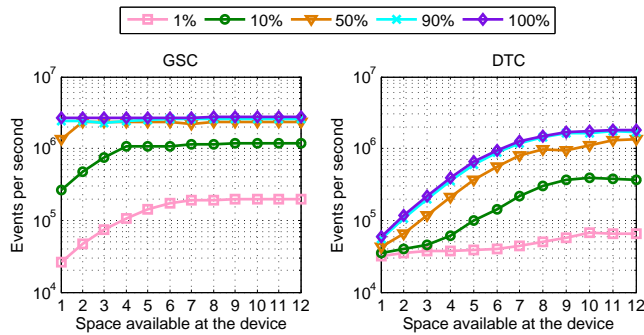 1% 10% 50% 90% 100%
GSC
10^7
10^6
10^5
10^4
Events per second
1 2 3 4 5 6 7 8 9 10 11 12
Space available at the device
DTC
10^7
10^6
10^5
10^4
Events per second
1 2 3 4 5 6 7 8 9 10 11 12
Space available at the device